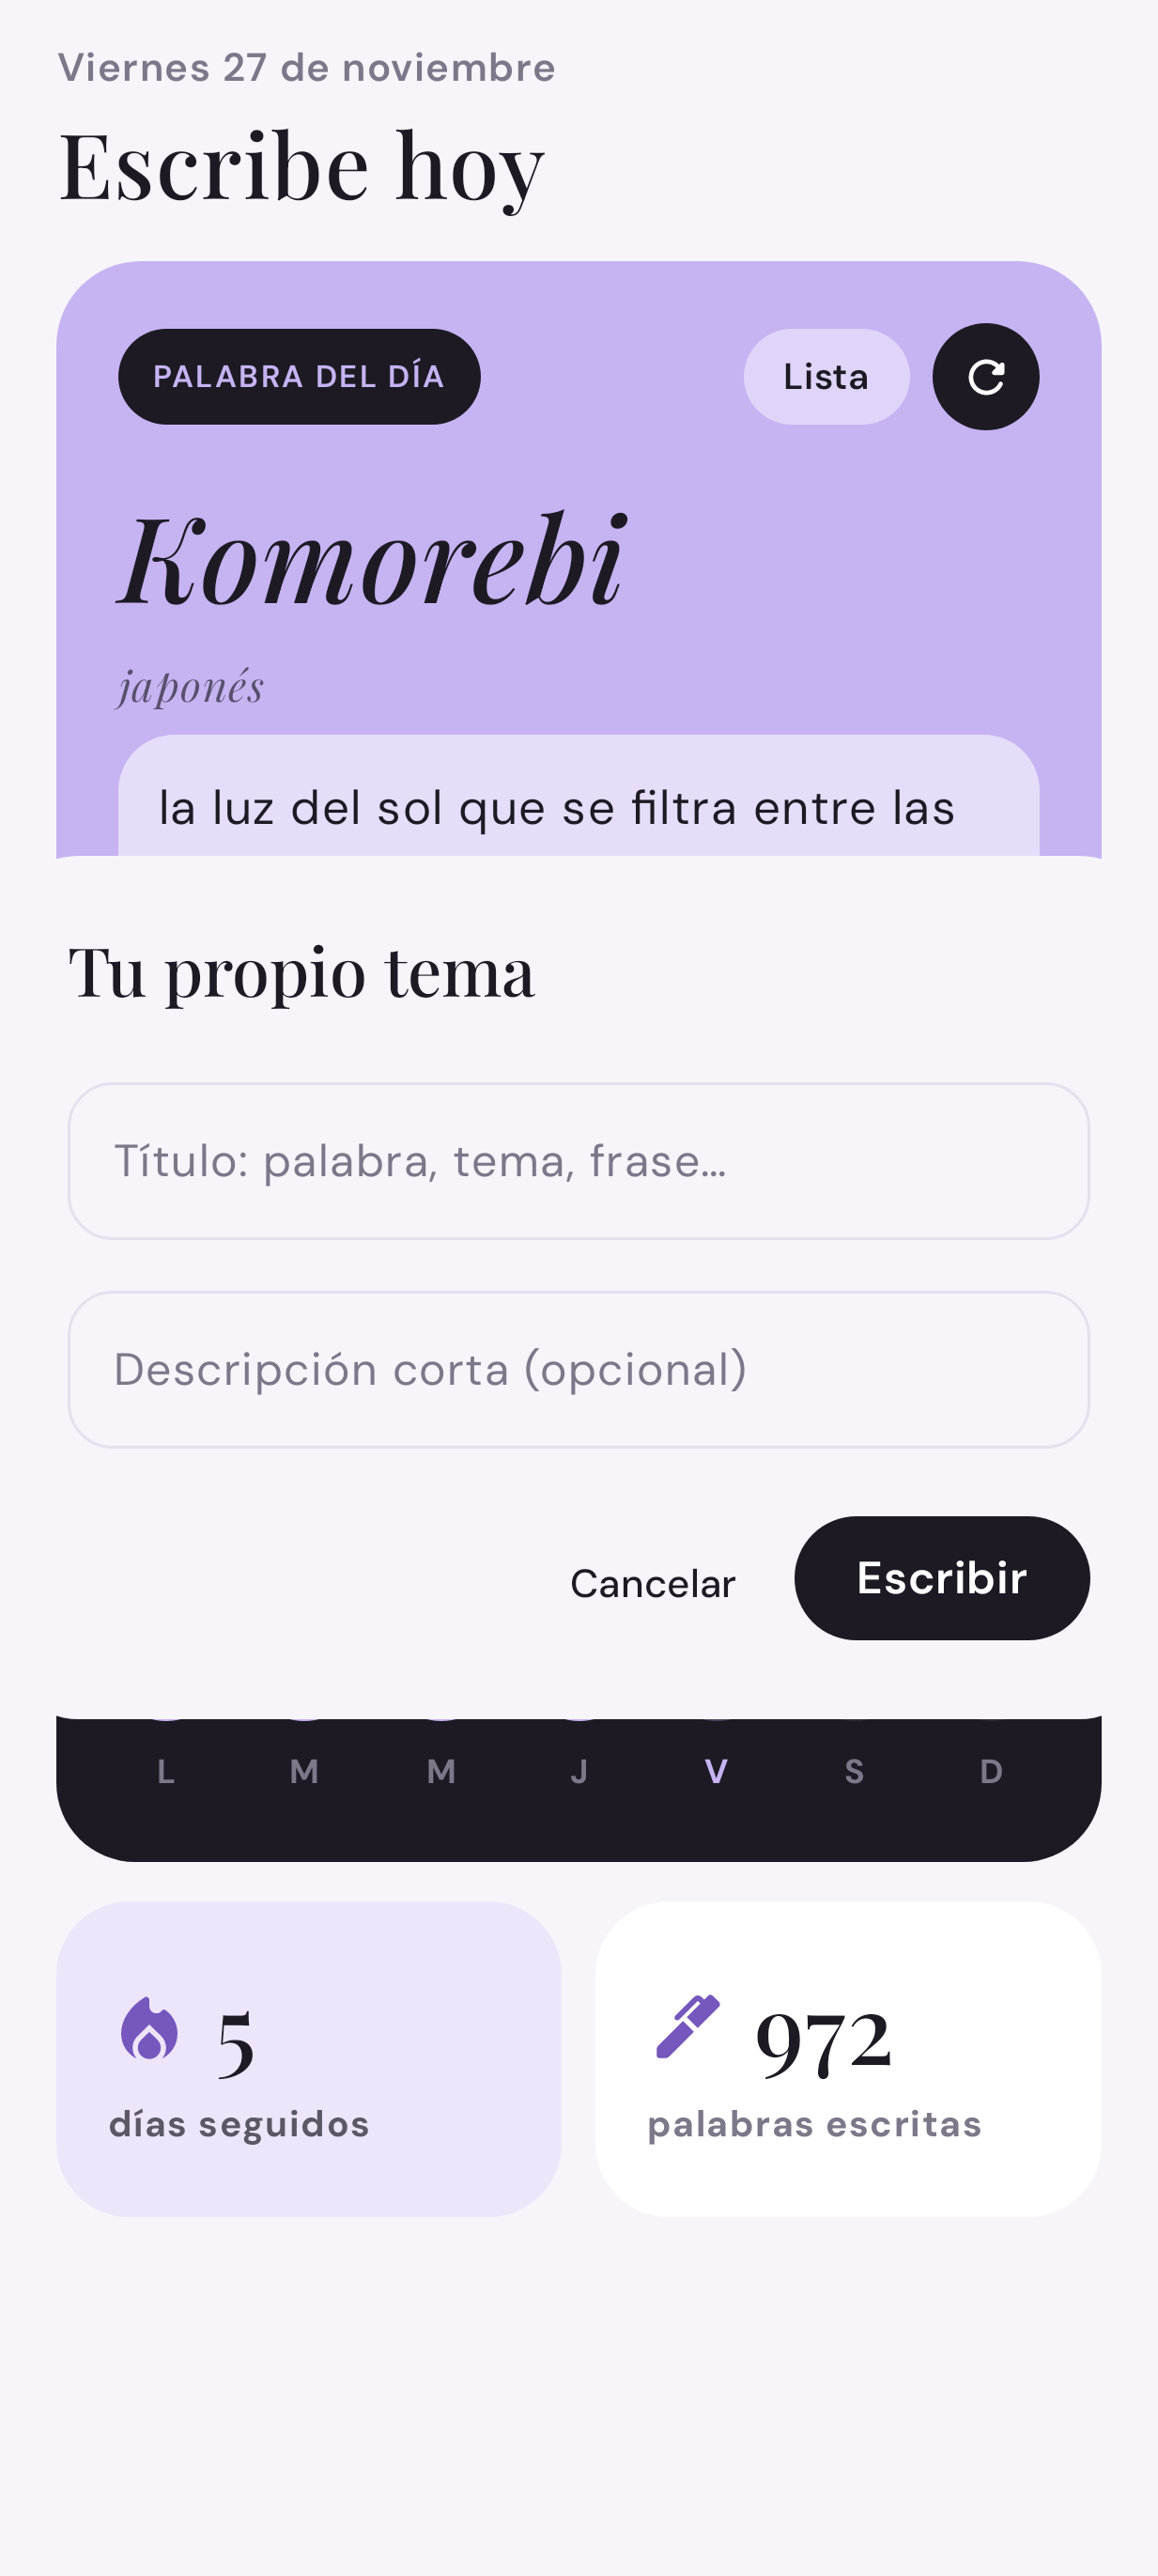 Viernes 27 de noviembre
Escribe hoy
PALABRA DEL DÍA
Lista
Komorebi
japonés
la luz del sol que se filtra entre las
Tu propio tema
Título: palabra, tema, frase...
Descripción corta (opcional)
Cancelar
Escribir
L M M J V S D
5
días seguidos
972
palabras escritas